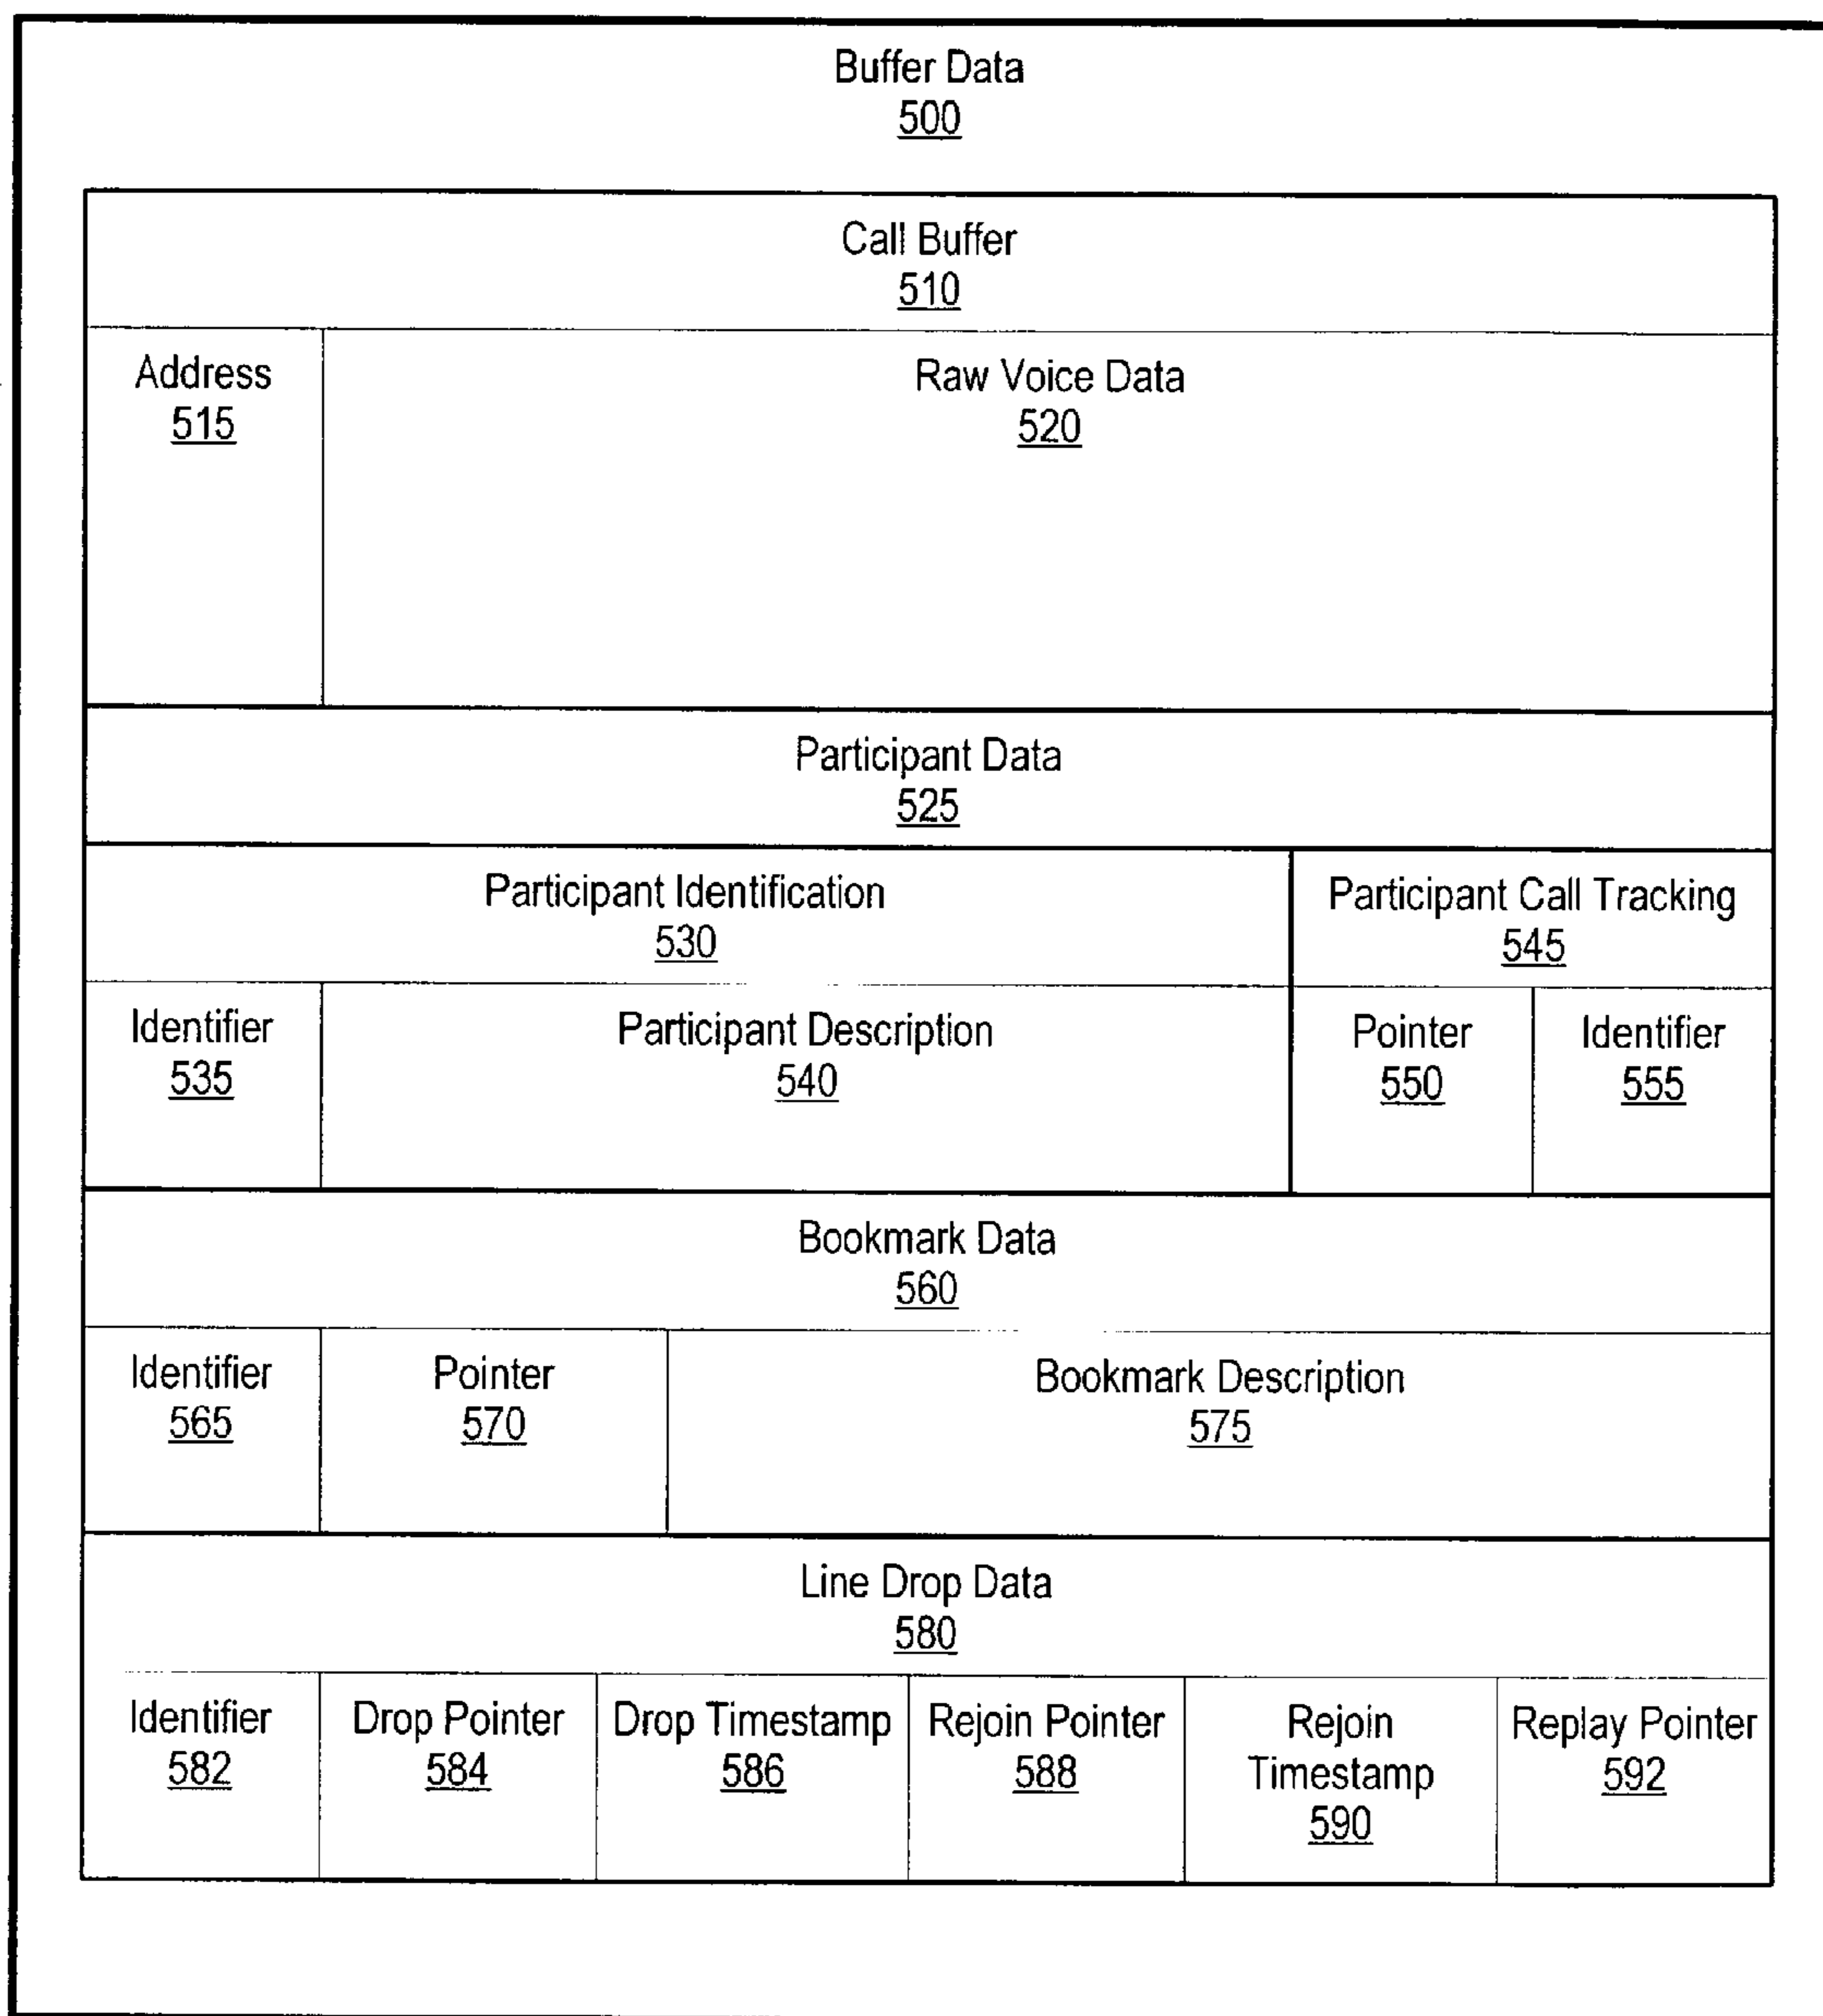 Buffer Data
500
Call Buffer
510
Address
515
Raw Voice Data
520
Participant Data
525
Participant Identification
530
Participant Call Tracking
545
Identifier
535
Participant Description
540
Pointer
550
Identifier
555
Bookmark Data
560
Identifier
565
Pointer
570
Bookmark Description
575
Line Drop Data
580
Identifier
582
Drop Pointer
584
Drop Timestamp
586
Rejoin Pointer
588
Rejoin
Timestamp
590
Replay Pointer
592